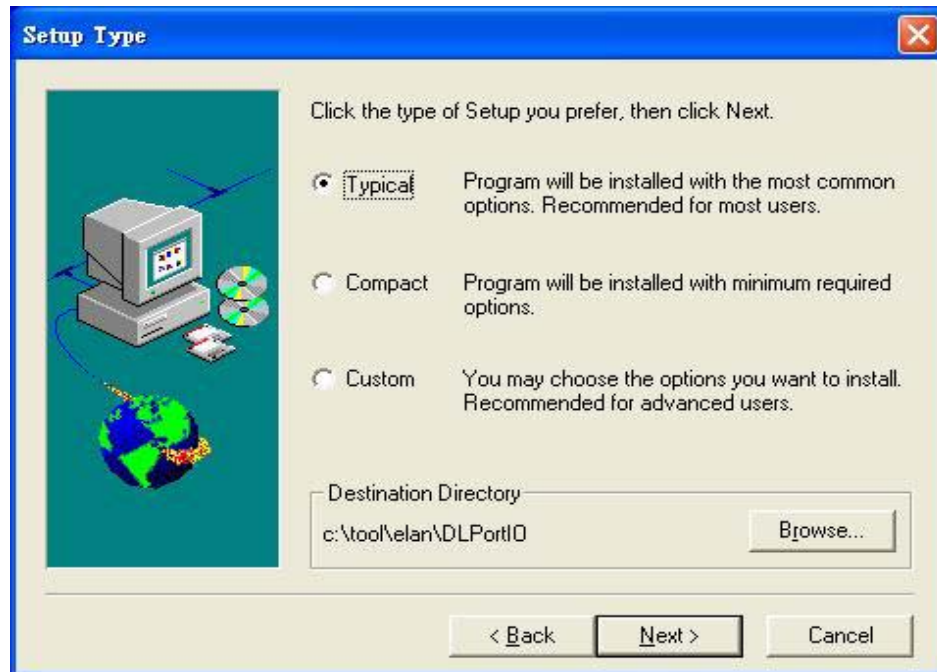 Setup Type
Click the type of Setup you prefer, then click Next.
Typical Program will be installed with the most common
options. Recommended for most users.
Compact Program will be installed with minimum required
options.
Custom You may choose the options you want to install.
Recommended for advanced users.
Destination Directory
c:\tool\elan\DLPortIO
Browse...
< Back Next > Cancel